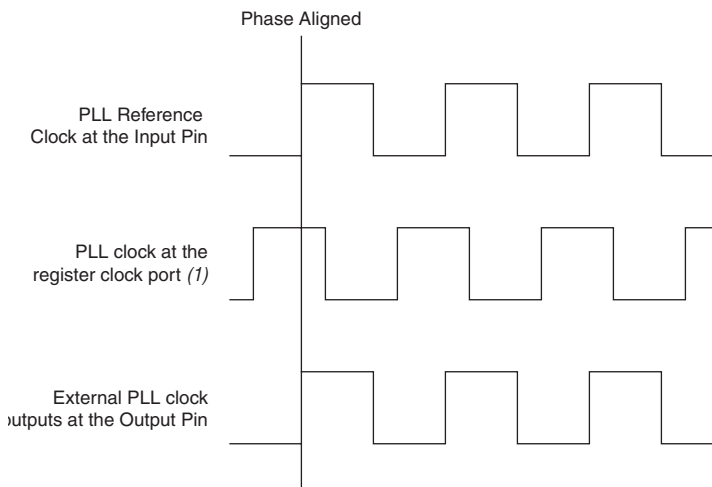 Phase Aligned
PLL Reference
Clock at the Input Pin
PLL clock at the
register clock port (1)
External PLL clock
at the Output Pin